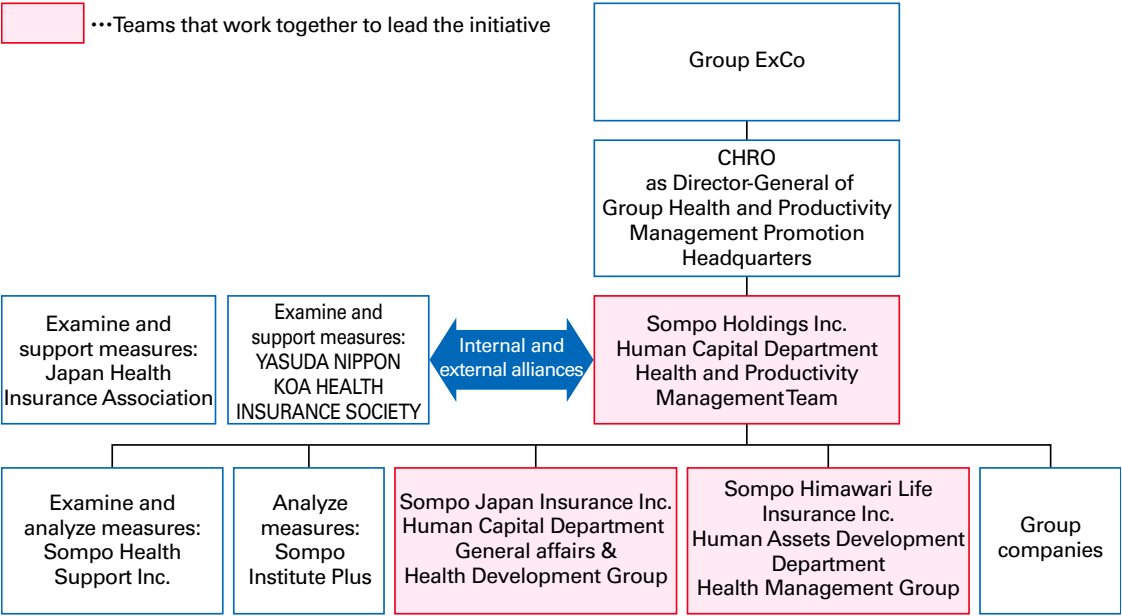 •••Teams that work together to lead the initiative
Group ExCo
CHRO
as Director-General of
Group Health and Productivity
Management Promotion
Headquarters
Examine and
support measures:
Japan Health
Insurance Association
Examine and
support measures:
YASUDA NIPPON
KOA HEALTH
INSURANCE SOCIETY
Internal and
external alliances
Sompo Holdings Inc.
Human Capital Department
Health and Productivity
Management Team
Examine and
analyze measures:
Sompo Health
Support Inc.
Analyze
measures:
Sompo
Institute Plus
Sompo Japan Insurance Inc.
Human Capital Department
General affairs &
Health Development Group
Sompo Himawari Life
Insurance Inc.
Human Assets Development
Department
Health Management Group
Group
companies